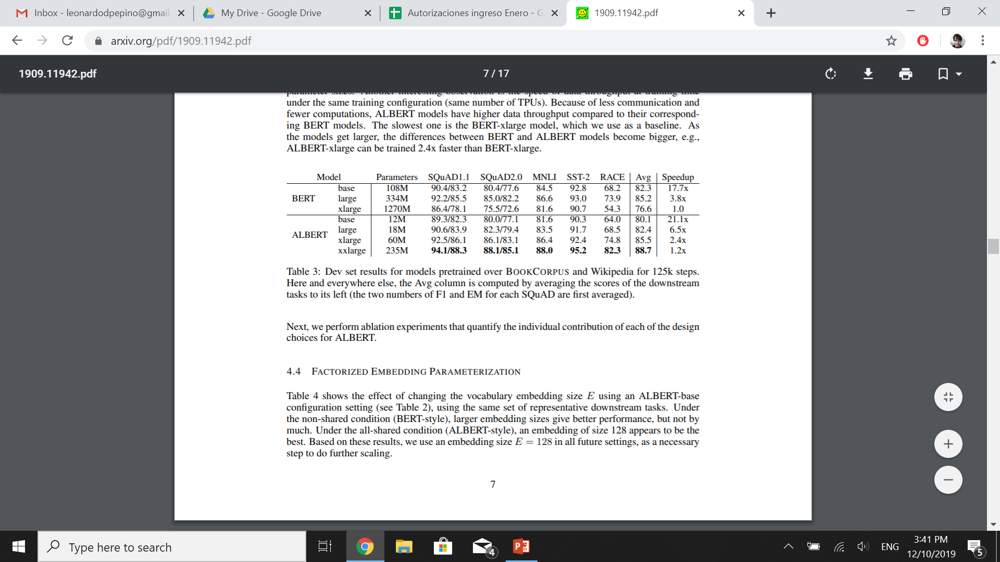 Inbox - leonardodpepino@gmail.
My Drive - Google Drive
Autorizaciones ingreso Enero - G
1909.11942.pdf
arxiv.org/pdf/1909.11942.pdf
1909.11942.pdf
7 / 17
parameter sizes. Another interesting observation is the speed of data throughput at training time
under the same training configuration (same number of TPUs). Because of less communication and
fewer computations, ALBERT models have higher data throughput compared to their correspond-
ing BERT models. The slowest one is the BERT-xlarge model, which we use as a baseline. As
the models get larger, the differences between BERT and ALBERT models become bigger, e.g.,
ALBERT-xlarge can be trained 2.4x faster than BERT-xlarge.
Model Parameters SQuAD1.1 SQuAD2.0 MNLI SST-2 RACE Avg Speedup
base 108M 90.4/83.2 80.4/77.6 84.5 92.8 68.2 82.3 17.7x
BERT large 334M 92.2/85.5 85.0/82.2 86.6 93.0 73.9 85.2 3.8x
xlarge 1270M 86.4/78.1 75.5/72.6 81.6 90.7 54.3 76.6 1.0
base 12M 89.3/82.3 80.0/77.1 81.6 90.3 64.0 80.1 21.1x
large 18M 90.6/83.9 82.3/79.4 83.5 91.7 68.5 82.4 6.5x
ALBERT
xlarge 60M 92.5/86.1 86.1/83.1 86.4 92.4 74.8 85.5 2.4x
xxlarge 235M 94.1/88.3 88.1/85.1 88.0 95.2 82.3 88.7 1.2x
Table 3: Dev set results for models pretrained over BOOKCORPUS and Wikipedia for 125k steps.
Here and everywhere else, the Avg column is computed by averaging the scores of the downstream
tasks to its left (the two numbers of F1 and EM for each SQuAD are first averaged).
Next, we perform ablation experiments that quantify the individual contribution of each of the design
choices for ALBERT.
4.4 FACTORIZED EMBEDDING PARAMETERIZATION
Table 4 shows the effect of changing the vocabulary embedding size E using an ALBERT-base
configuration setting (see Table 2), using the same set of representative downstream tasks. Under
the non-shared condition (BERT-style), larger embedding sizes give better performance, but not by
much. Under the all-shared condition (ALBERT-style), an embedding of size 128 appears to be the
best. Based on these results, we use an embedding size E = 128 in all future settings, as a necessary
step to do further scaling.
7
Type here to search
4
ENG
3:41 PM
12/10/2019
5